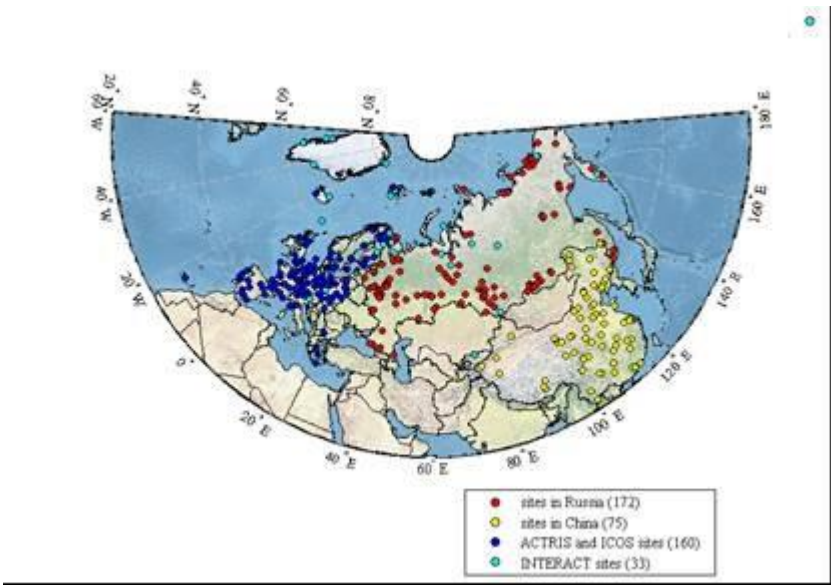 20°N
60°W
40°N
60°N
80°N
180°E
40°W
160°E
20°W
140°E
0°
120°E
20°E
100°E
40°E
60°E
80°E
sites in Russia (172)
sites in China (75)
ACTRIS and ICOS sites (160)
INTERACT sites (33)